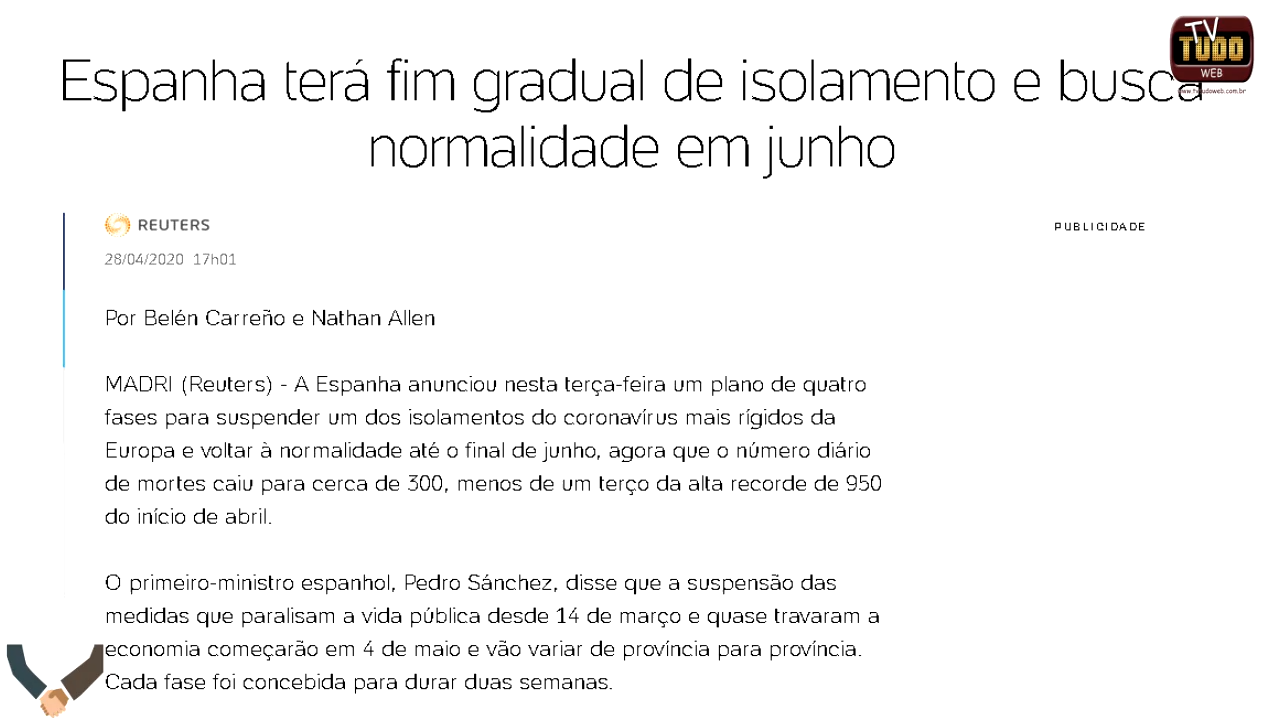 TV
TUDO
WEB
www.tvtudoweb.com.br
Espanha terá fim gradual de isolamento e busca
normalidade em junho
REUTERS
PUBLICIDADE
28/04/2020 17h01
Por Belén Carreño e Nathan Allen
MADRI (Reuters) - A Espanha anunciou nesta terça-feira um plano de quatro
fases para suspender um dos isolamentos do coronavírus mais rígidos da
Europa e voltar à normalidade até o final de junho, agora que o número diário
de mortes caiu para cerca de 300, menos de um terço da alta recorde de 950
do início de abril.
O primeiro-ministro espanhol, Pedro Sánchez, disse que a suspensão das
medidas que paralisam a vida pública desde 14 de março e quase travaram a
economia começarão em 4 de maio e vão variar de província para província.
Cada fase foi concebida para durar duas semanas.